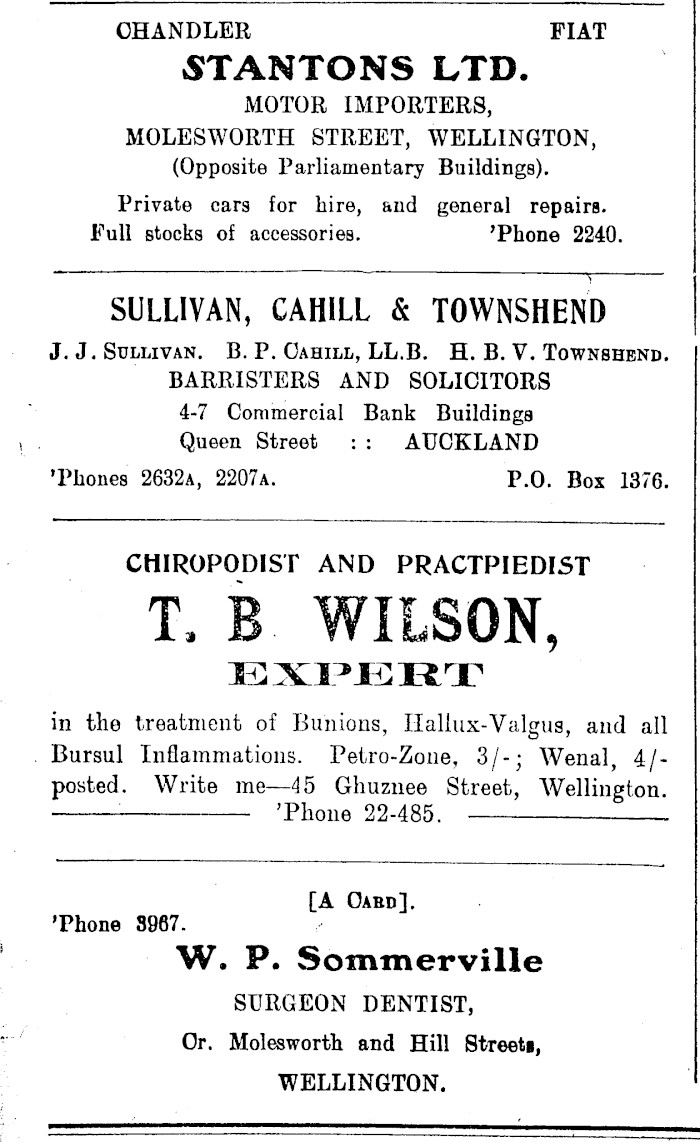 CHANDLER FIAT
STANTONS LTD.
MOTOR IMPORTERS,
MOLESWORTH STREET, WELLINGTON,
(Opposite Parliamentary Buildings).
Private cars for hire, and general repairs.
Full stocks of accessories. 'Phone 2240.
SULLIVAN, CAHILL & TOWNSHEND
J. J. SULLIVAN. B. P. CAHILL, LL.B. H. B. V. TOWNSHEND.
BARRISTERS AND SOLICITORS
4-7 Commercial Bank Buildings
Queen Street : : AUCKLAND
'Phones 2632A, 2207A. P.O. Box 1376.
CHIROPODIST AND PRACTPIEDIST
T. B. WILSON,
EXPERT
in the treatment of Bunions, Hallux-Valgus, and all
Bursul Inflammations. Petro-Zone, 3/-; Wenal, 4/-
posted. Write me—45 Ghuznee Street, Wellington.
'Phone 22-485.
[A CARD].
'Phone 3967.
W. P. Sommerville
SURGEON DENTIST,
Cr. Molesworth and Hill Streets,
WELLINGTON.